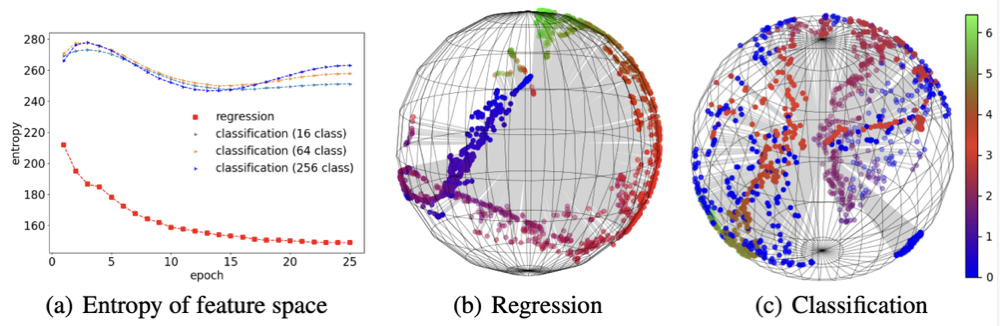 280
260
240
220
200
180
160
entropy
regression
classification (16 class)
classification (64 class)
classification (256 class)
0 5 10 15 20 25
epoch
6
5
4
3
2
1
0
(a) Entropy of feature space
(b) Regression
(c) Classification